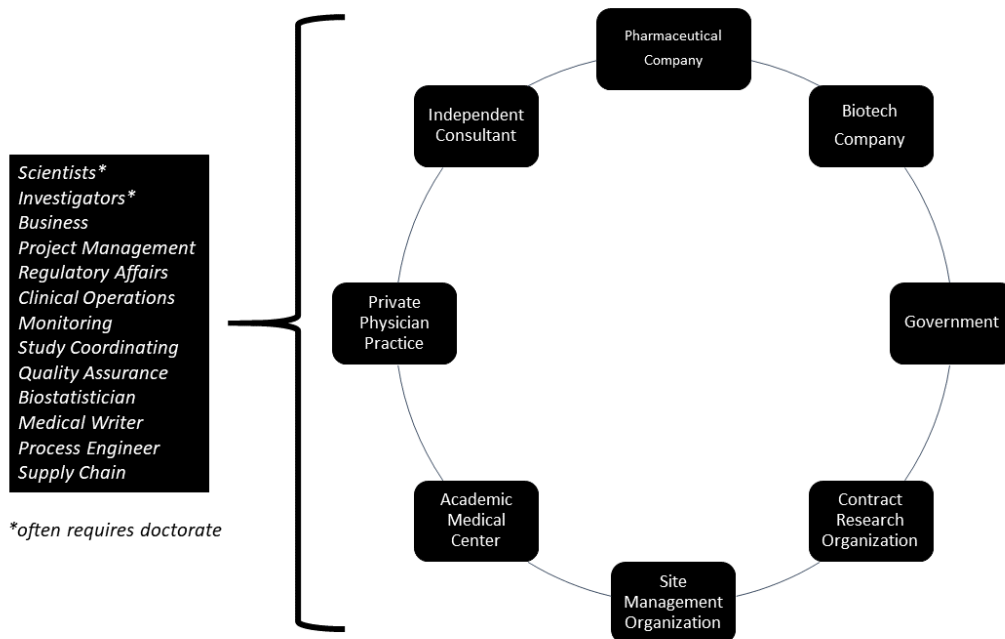 Scientists*
Investigators*
Business
Project Management
Regulatory Affairs
Clinical Operations
Monitoring
Study Coordinating
Quality Assurance
Biostatistician
Medical Writer
Process Engineer
Supply Chain
*often requires doctorate
Pharmaceutical
Company
Biotech
Company
Government
Contract
Research
Organization
Site
Management
Organization
Academic
Medical
Center
Private
Physician
Practice
Independent
Consultant